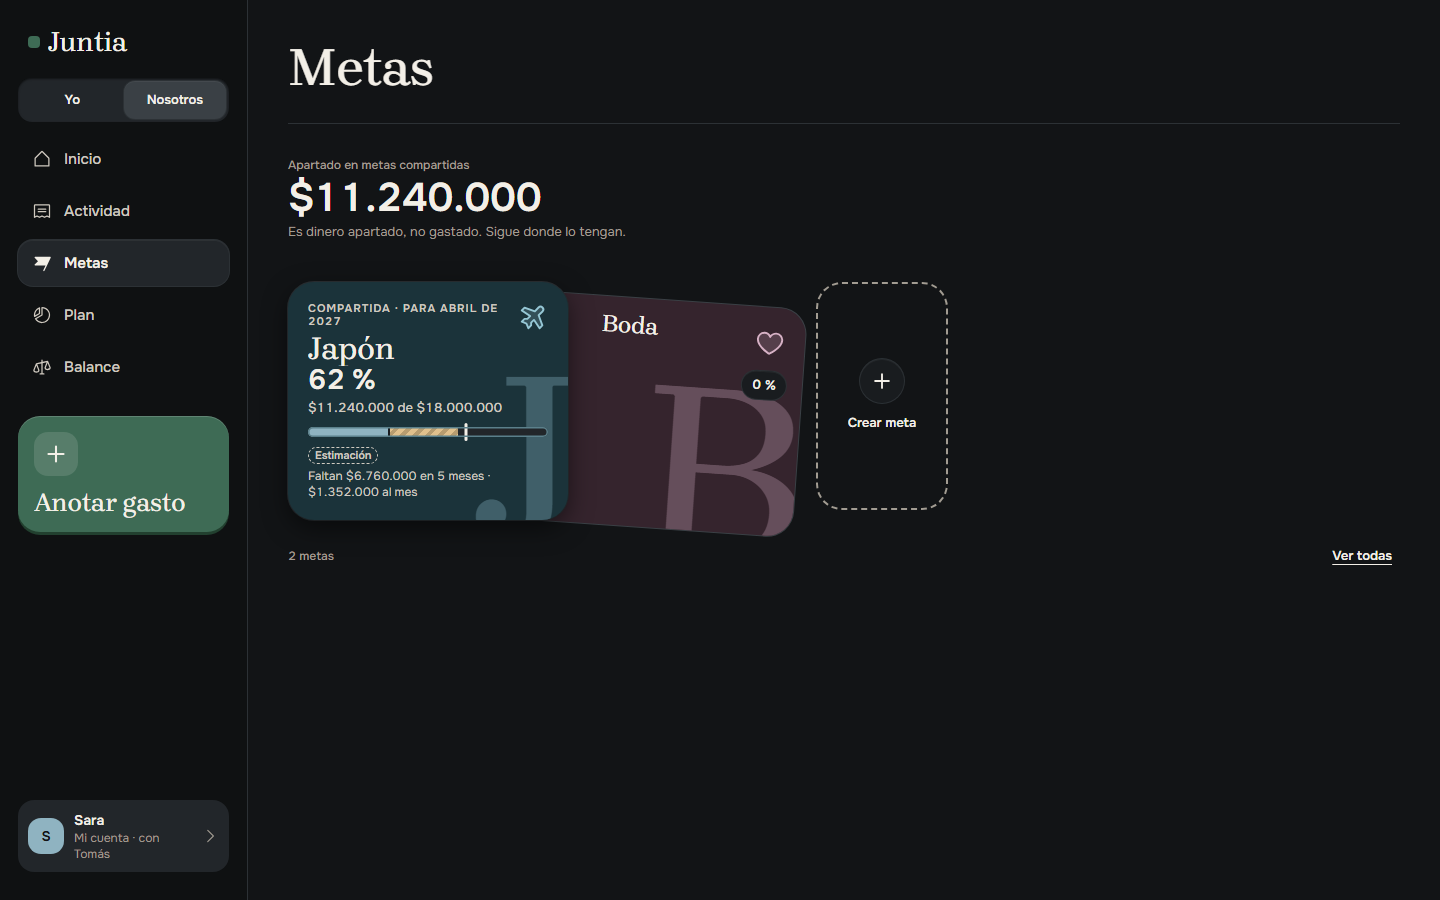 Juntia
Yo
Nosotros
Inicio
Actividad
Metas
Plan
Balance
Anotar gasto
Sara
Mi cuenta · con
Tomás
S
Metas
Apartado en metas compartidas
$11.240.000
Es dinero apartado, no gastado. Sigue donde lo tengan.
COMPARTIDA · PARA ABRIL DE
2027
Japón
62 %
$11.240.000 de $18.000.000
Estimación
Faltan $6.760.000 en 5 meses ·
$1.352.000 al mes
J
Boda
0 %
B
Crear meta
2 metas
Ver todas